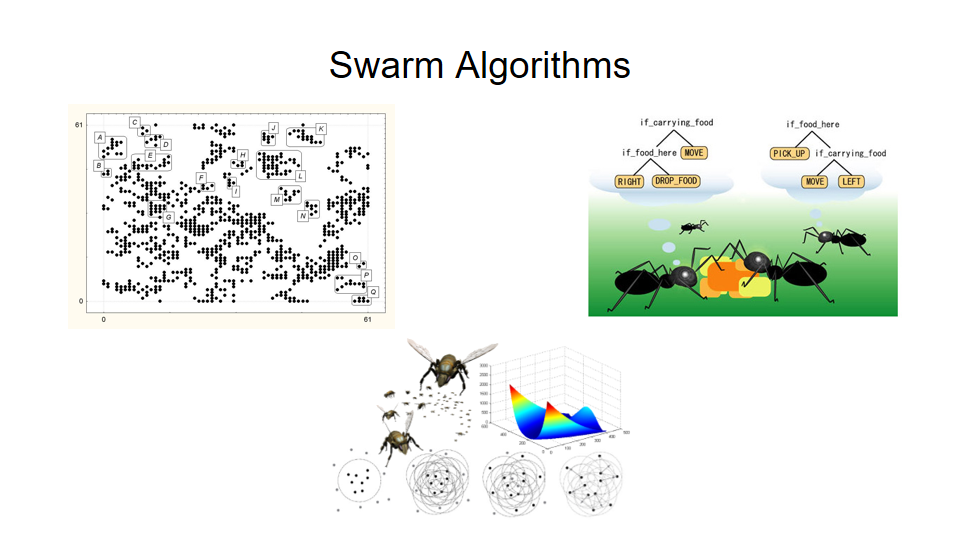 Swarm Algorithms
61
0
0
61
A
B
C
D
E
F
G
H
I
J
K
L
M
N
O
P
Q
if_carrying_food
if_food_here MOVE
RIGHT DROP_FOOD
if_food_here
PICK_UP if_carrying_food
MOVE LEFT